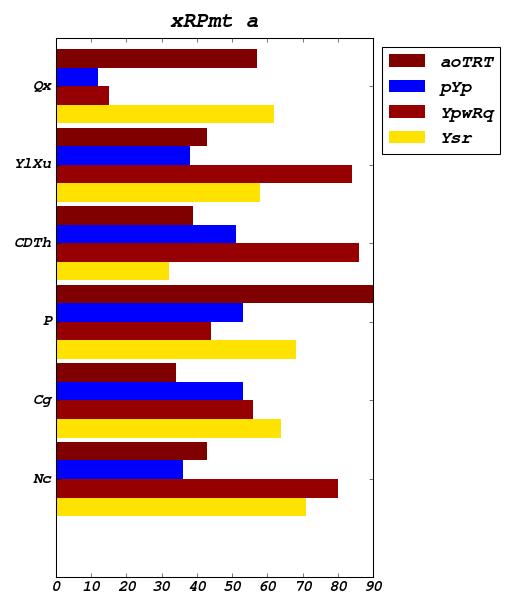 xRPmt a
Qx
YlXu
CDTh
P
Cg
Nc
0 10 20 30 40 50 60 70 80 90
aoTRT
pYp
YpwRq
Ysr